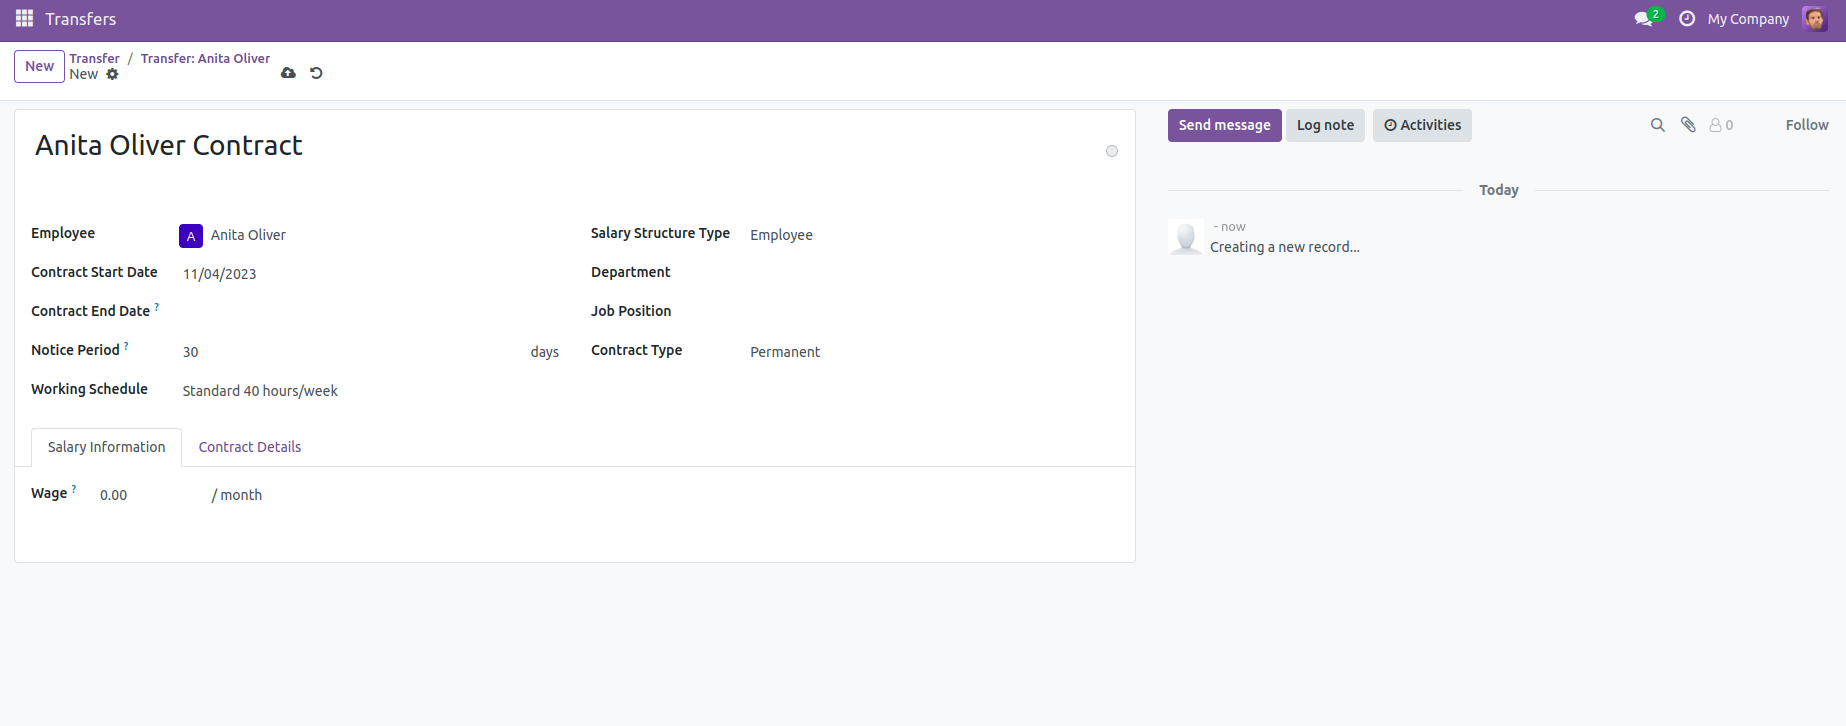 Transfers
2
My Company
New
Transfer / Transfer: Anita Oliver
New
Anita Oliver Contract
Employee
A Anita Oliver
Contract Start Date 11/04/2023
Contract End Date ?
Notice Period ? 30 days
Working Schedule Standard 40 hours/week
Salary Structure Type Employee
Department
Job Position
Contract Type Permanent
Salary Information
Contract Details
Wage ? 0.00 / month
Send message
Log note
Activities
0
Follow
Today
- now
Creating a new record...